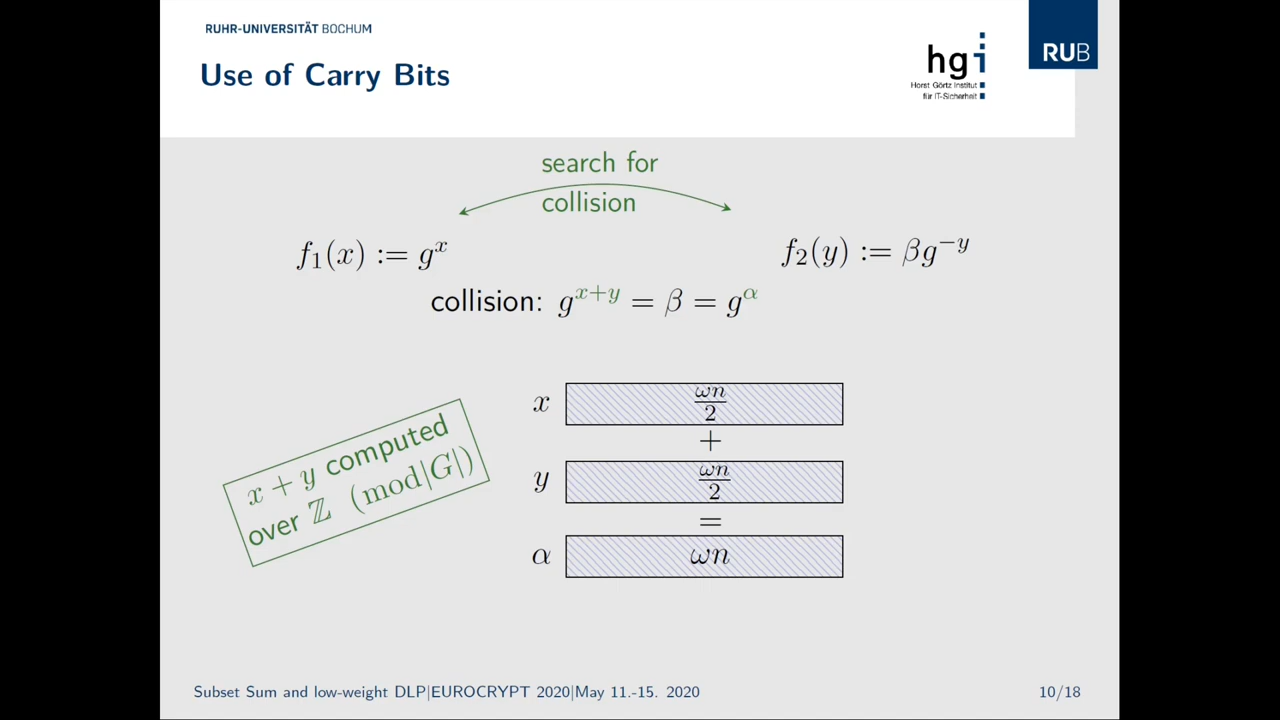 RUHR-UNIVERSITÄT BOCHUM
Use of Carry Bits
hgi
Horst Görtz Institut
für IT-Sicherheit
RUB
search for
collision
f₁(x) := gˣ
f₂(y) := βg⁻ʸ
collision: gˣ⁺ʸ = β = g^α
x ωn/2
+
y ωn/2
=
α ωn
x + y computed
over ℤ (mod|G|)
Subset Sum and low-weight DLP|EUROCRYPT 2020|May 11.-15. 2020
10/18